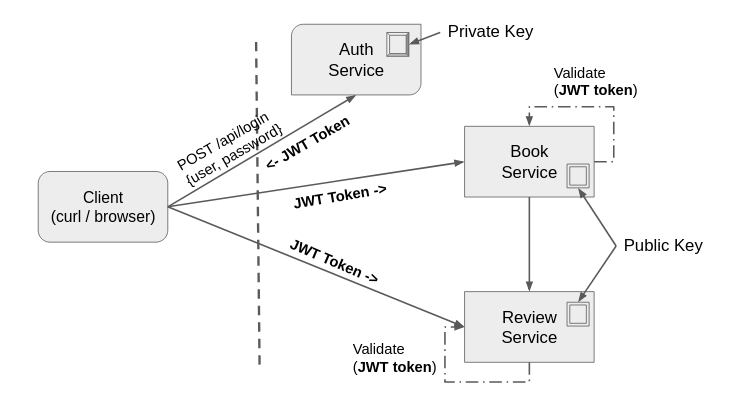 Auth
Service
Private Key
Validate
(JWT token)
POST /api/login
{user, password}
<- JWT Token
Book
Service
Client
(curl / browser)
JWT Token ->
JWT Token ->
Public Key
Review
Service
Validate
(JWT token)